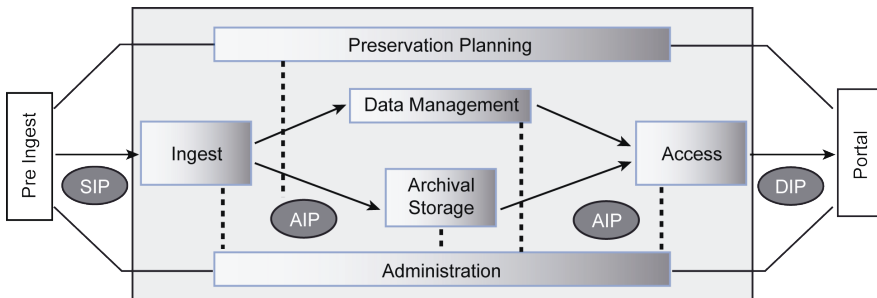 Preservation Planning
Data Management
Pre Ingest
Ingest
Access
Portal
SIP
Archival
Storage
DIP
AIP
AIP
Administration